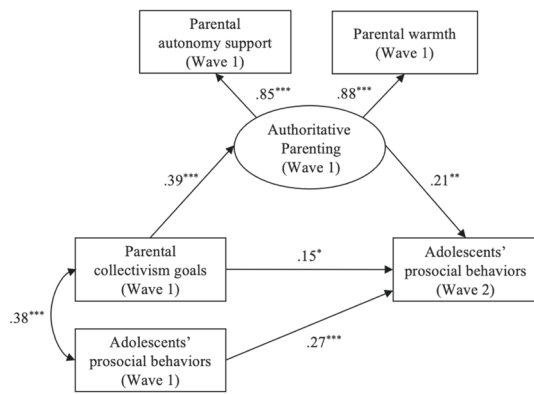 Parental
autonomy support
(Wave 1)
Parental warmth
(Wave 1)
.85***
.88***
Authoritative
Parenting
(Wave 1)
.39***
.21**
Parental
collectivism goals
(Wave 1)
.15*
Adolescents'
prosocial behaviors
(Wave 2)
.38***
.27***
Adolescents'
prosocial behaviors
(Wave 1)